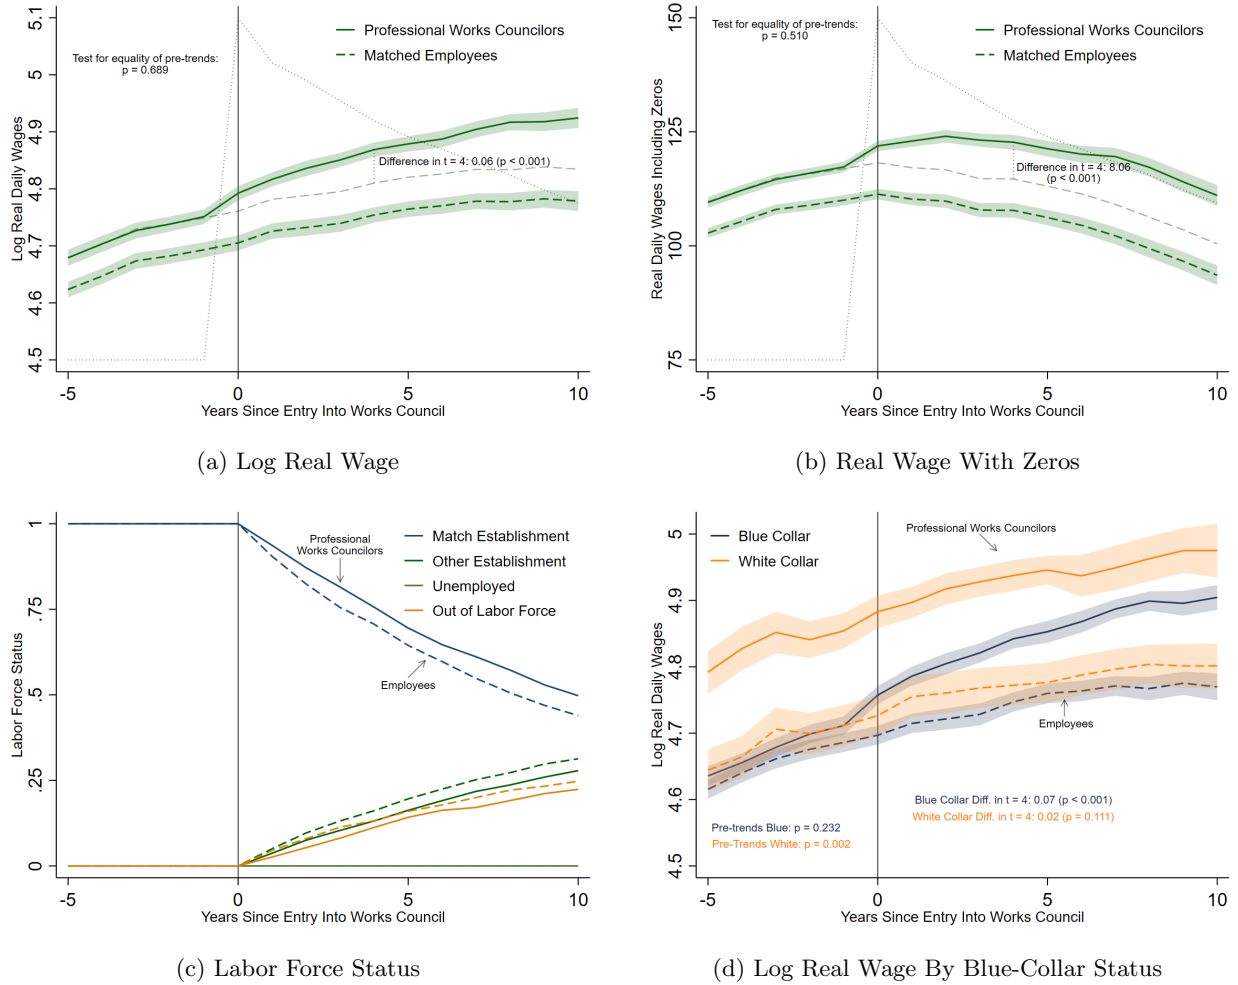 Log Real Daily Wages
5.1
5
4.9
4.8
4.7
4.6
4.5
Test for equality of pre-trends:
p = 0.689
Professional Works Councilors
Matched Employees
Difference in t = 4: 0.06 (p < 0.001)
-5
0
5
10
Years Since Entry Into Works Council
(a) Log Real Wage
Real Daily Wages Including Zeros
150
125
100
75
Test for equality of pre-trends:
p = 0.510
Professional Works Councilors
Matched Employees
Difference in t = 4: 8.06
(p < 0.001)
-5
0
5
10
Years Since Entry Into Works Council
(b) Real Wage With Zeros
Labor Force Status
1
.75
.5
.25
0
Professional
Works Councilors
Employees
Match Establishment
Other Establishment
Unemployed
Out of Labor Force
-5
0
5
10
Years Since Entry Into Works Council
(c) Labor Force Status
Log Real Daily Wages
5
4.9
4.8
4.7
4.6
4.5
Blue Collar
White Collar
Professional Works Councilors
Employees
Blue Collar Diff. in t = 4: 0.07 (p < 0.001)
White Collar Diff. in t = 4: 0.02 (p = 0.111)
Pre-trends Blue: p = 0.232
Pre-Trends White: p = 0.002
-5
0
5
10
Years Since Entry Into Works Council
(d) Log Real Wage By Blue-Collar Status